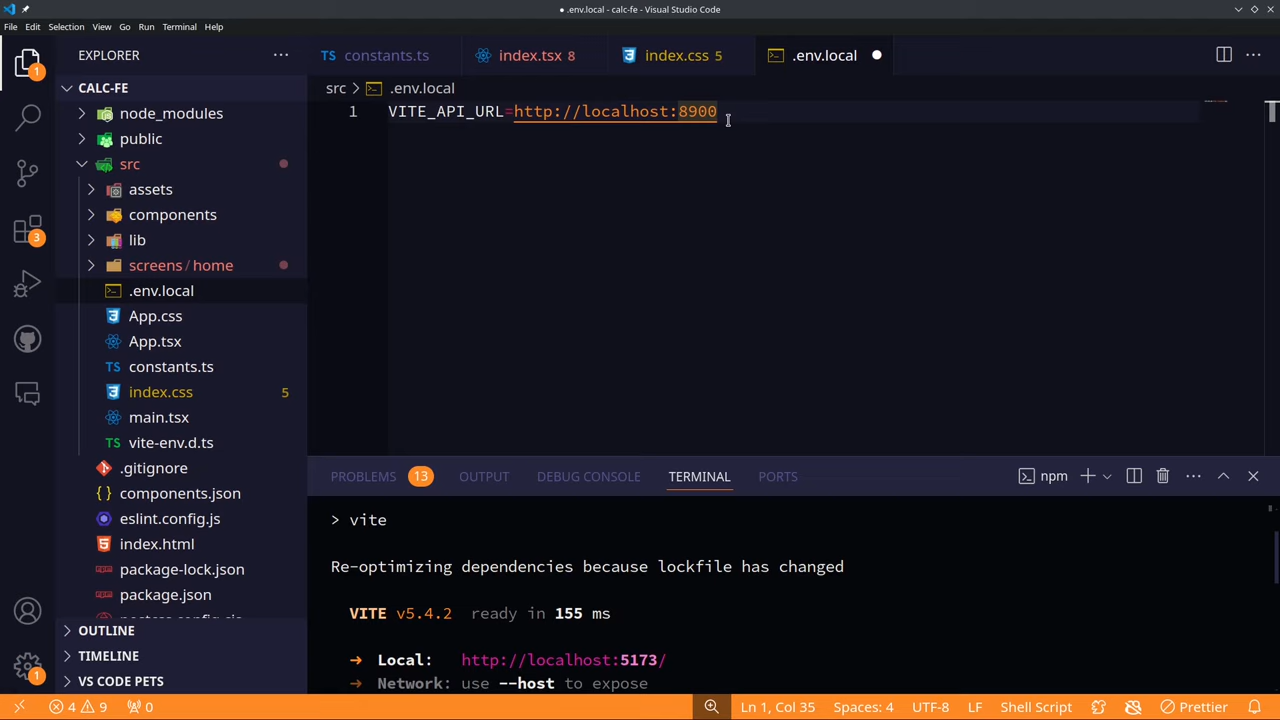 .env.local - calc-fe - Visual Studio Code
File Edit Selection View Go Run Terminal Help
EXPLORER
TS constants.ts
index.tsx 8
index.css 5
.env.local
1
CALC-FE
src > .env.local
node_modules
1 VITE_API_URL=http://localhost:8900
public
src
assets
components
3
lib
screens / home
.env.local
App.css
App.tsx
TS constants.ts
index.css 5
main.tsx
TS vite-env.d.ts
.gitignore
components.json
eslint.config.js
index.html
package-lock.json
package.json
OUTLINE
TIMELINE
VS CODE PETS
1
PROBLEMS 13 OUTPUT DEBUG CONSOLE TERMINAL PORTS
npm
> vite
Re-optimizing dependencies because lockfile has changed
VITE v5.4.2 ready in 155 ms
➜ Local: http://localhost:5173/
➜ Network: use --host to expose
4 9 0
Ln 1, Col 35 Spaces: 4 UTF-8 LF Shell Script Prettier